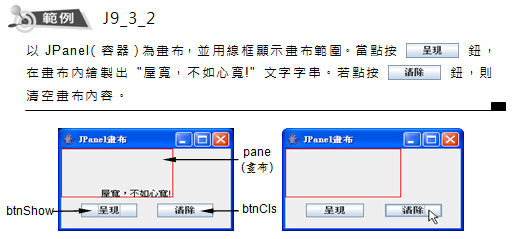 範例 J9_3_2
以 JPanel( 容器 ) 為畫布，並用線框顯示畫布範圍。當點按 呈現 鈕，
在畫布內繪製出 "屋寬，不如心寬!" 文字字串。若點按 清除 鈕，則
清空畫布內容。
JPanel畫布
JPanel畫布
pane
(畫布)
屋寬，不如心寬!
btnShow
呈現
清除
btnCls
呈現
清除